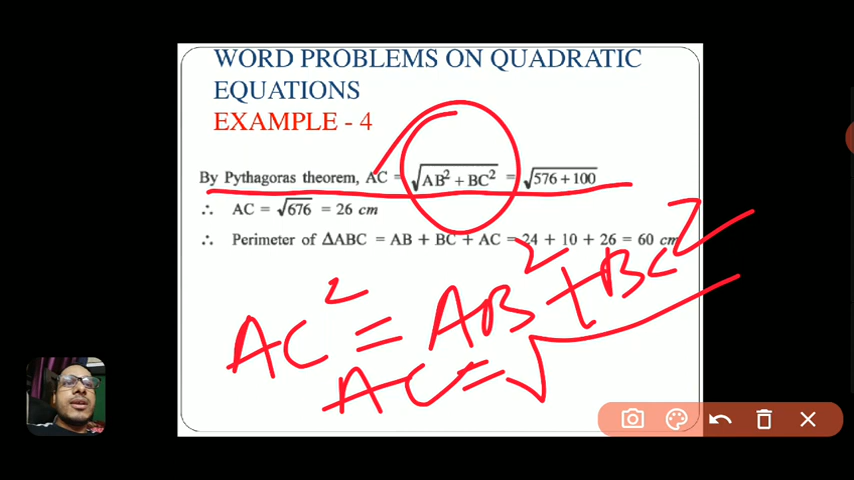 WORD PROBLEMS ON QUADRATIC
EQUATIONS
EXAMPLE - 4
By Pythagoras theorem, AC = √(AB² + BC²) = √(576 + 100)
∴ AC = √676 = 26 cm
∴ Perimeter of ΔABC = AB + BC + AC = 24 + 10 + 26 = 60 cm
AC² = AB² + BC²
AC = √